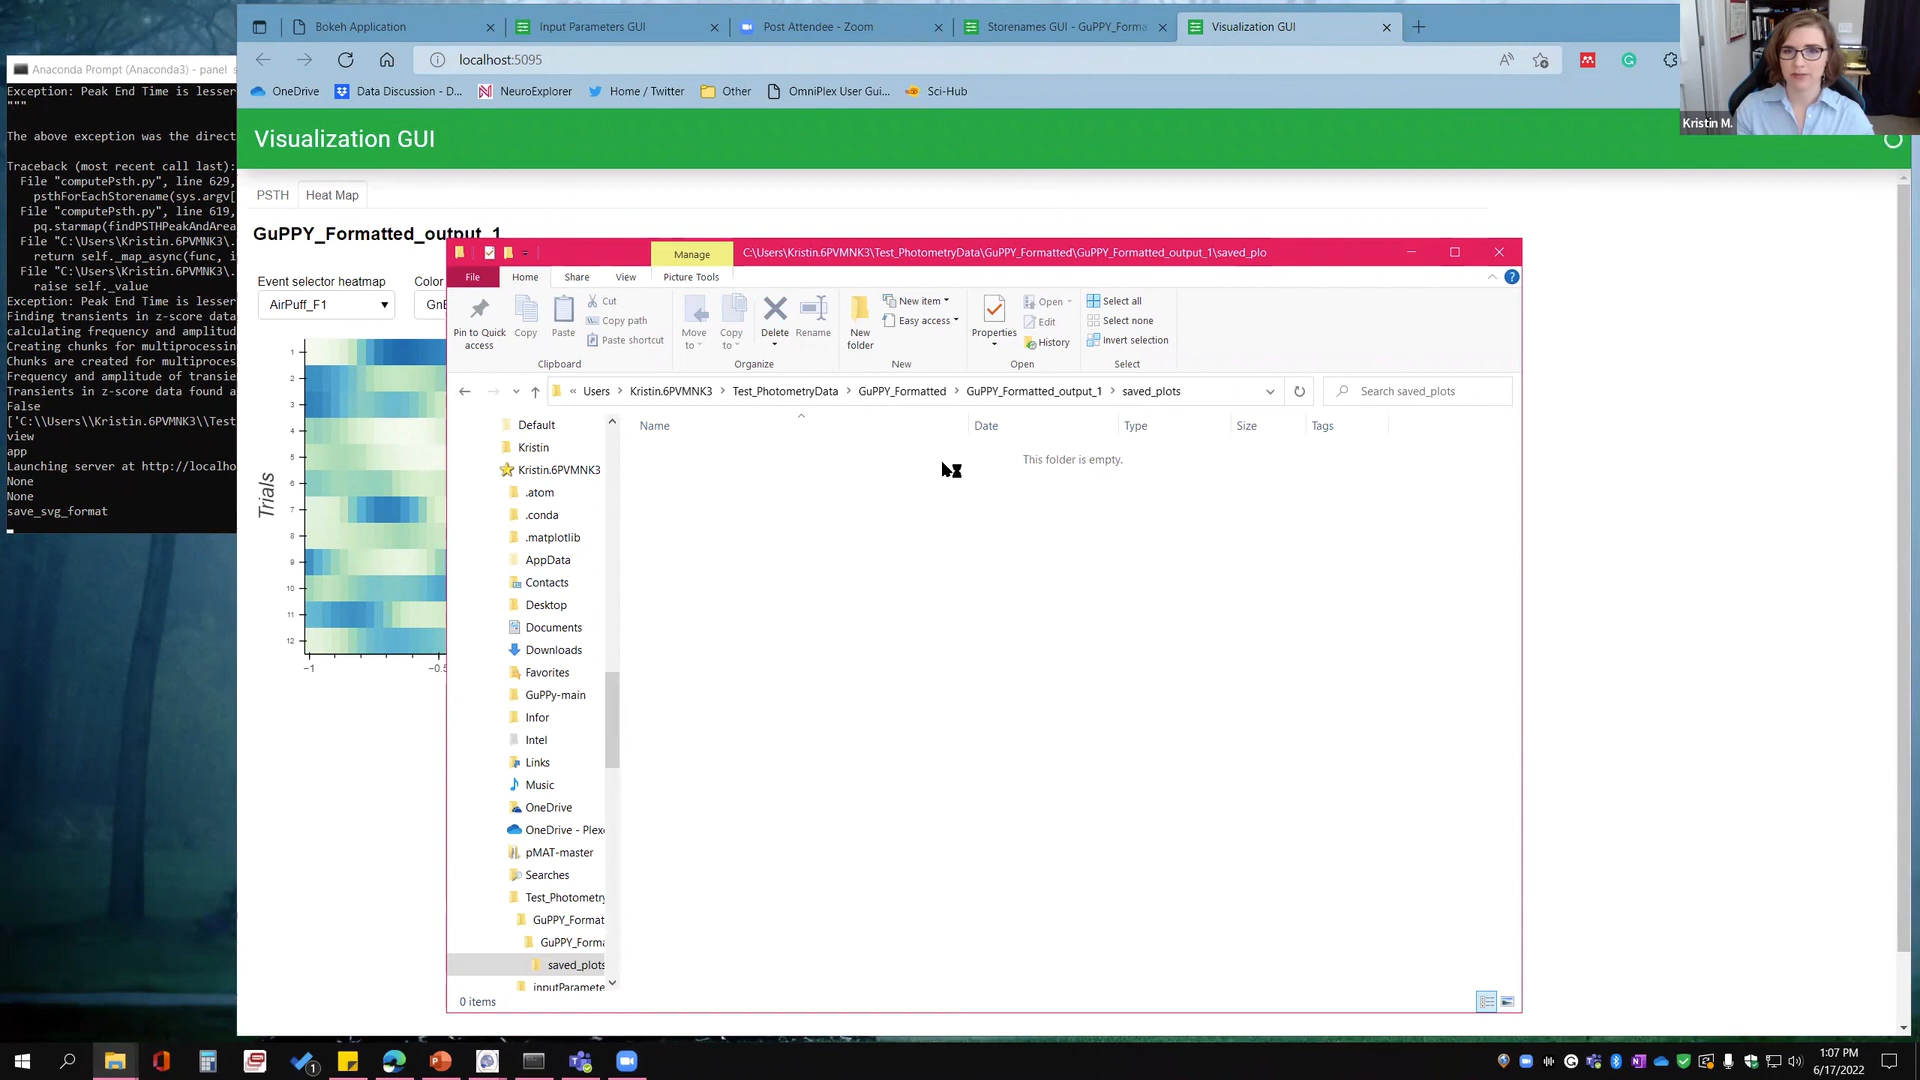 Bokeh Application
Input Parameters GUI
Post Attendee - Zoom
Storenames GUI - GuPPY_Forma
Visualization GUI
localhost:5095
OneDrive
Data Discussion - D...
NeuroExplorer
Home / Twitter
Other
OmniPlex User Gui...
Sci-Hub
Kristin M.
Anaconda Prompt (Anaconda3) - panel s
Exception: Peak End Time is lesser
"""
The above exception was the direct
Traceback (most recent call last):
File "computePsth.py", line 629,
psthForEachStorename(sys.argv[
File "computePsth.py", line 619,
pq.starmap(findPSTHPeakAndArea
File "C:\Users\Kristin.6PVMNK3\.
return self._map_async(func, i
File "C:\Users\Kristin.6PVMNK3\.
raise self._value
Exception: Peak End Time is lesser
Finding transients in z-score data
calculating frequency and amplitud
Creating chunks for multiprocessin
Chunks are created for multiproces
Frequency and amplitude of transie
Transients in z-score data found a
False
['C:\\Users\\Kristin.6PVMNK3\\Test
view
app
Launching server at http://localho
None
None
save_svg_format
Visualization GUI
PSTH
Heat Map
GuPPY_Formatted_output_1
Event selector heatmap
Color
AirPuff_F1
GnB
Trials
1
2
3
4
5
6
7
8
9
10
11
12
−1
−0.5
Manage
C:\Users\Kristin.6PVMNK3\Test_PhotometryData\GuPPY_Formatted\GuPPY_Formatted_output_1\saved_plo
File
Home
Share
View
Picture Tools
Pin to Quick access
Copy
Paste
Cut
Copy path
Paste shortcut
Move to
Copy to
Delete
Rename
New folder
New item
Easy access
Properties
Open
Edit
History
Select all
Select none
Invert selection
Clipboard
Organize
New
Open
Select
« Users > Kristin.6PVMNK3 > Test_PhotometryData > GuPPY_Formatted > GuPPY_Formatted_output_1 > saved_plots
Search saved_plots
Name
Date
Type
Size
Tags
This folder is empty.
Default
Kristin
Kristin.6PVMNK3
.atom
.conda
.matplotlib
AppData
Contacts
Desktop
Documents
Downloads
Favorites
GuPPy-main
Infor
Intel
Links
Music
OneDrive
OneDrive - Plexo
pMAT-master
Searches
Test_Photometry
GuPPY_Format
GuPPY_Forma
saved_plots
inputParamete
0 items
1:07 PM
6/17/2022